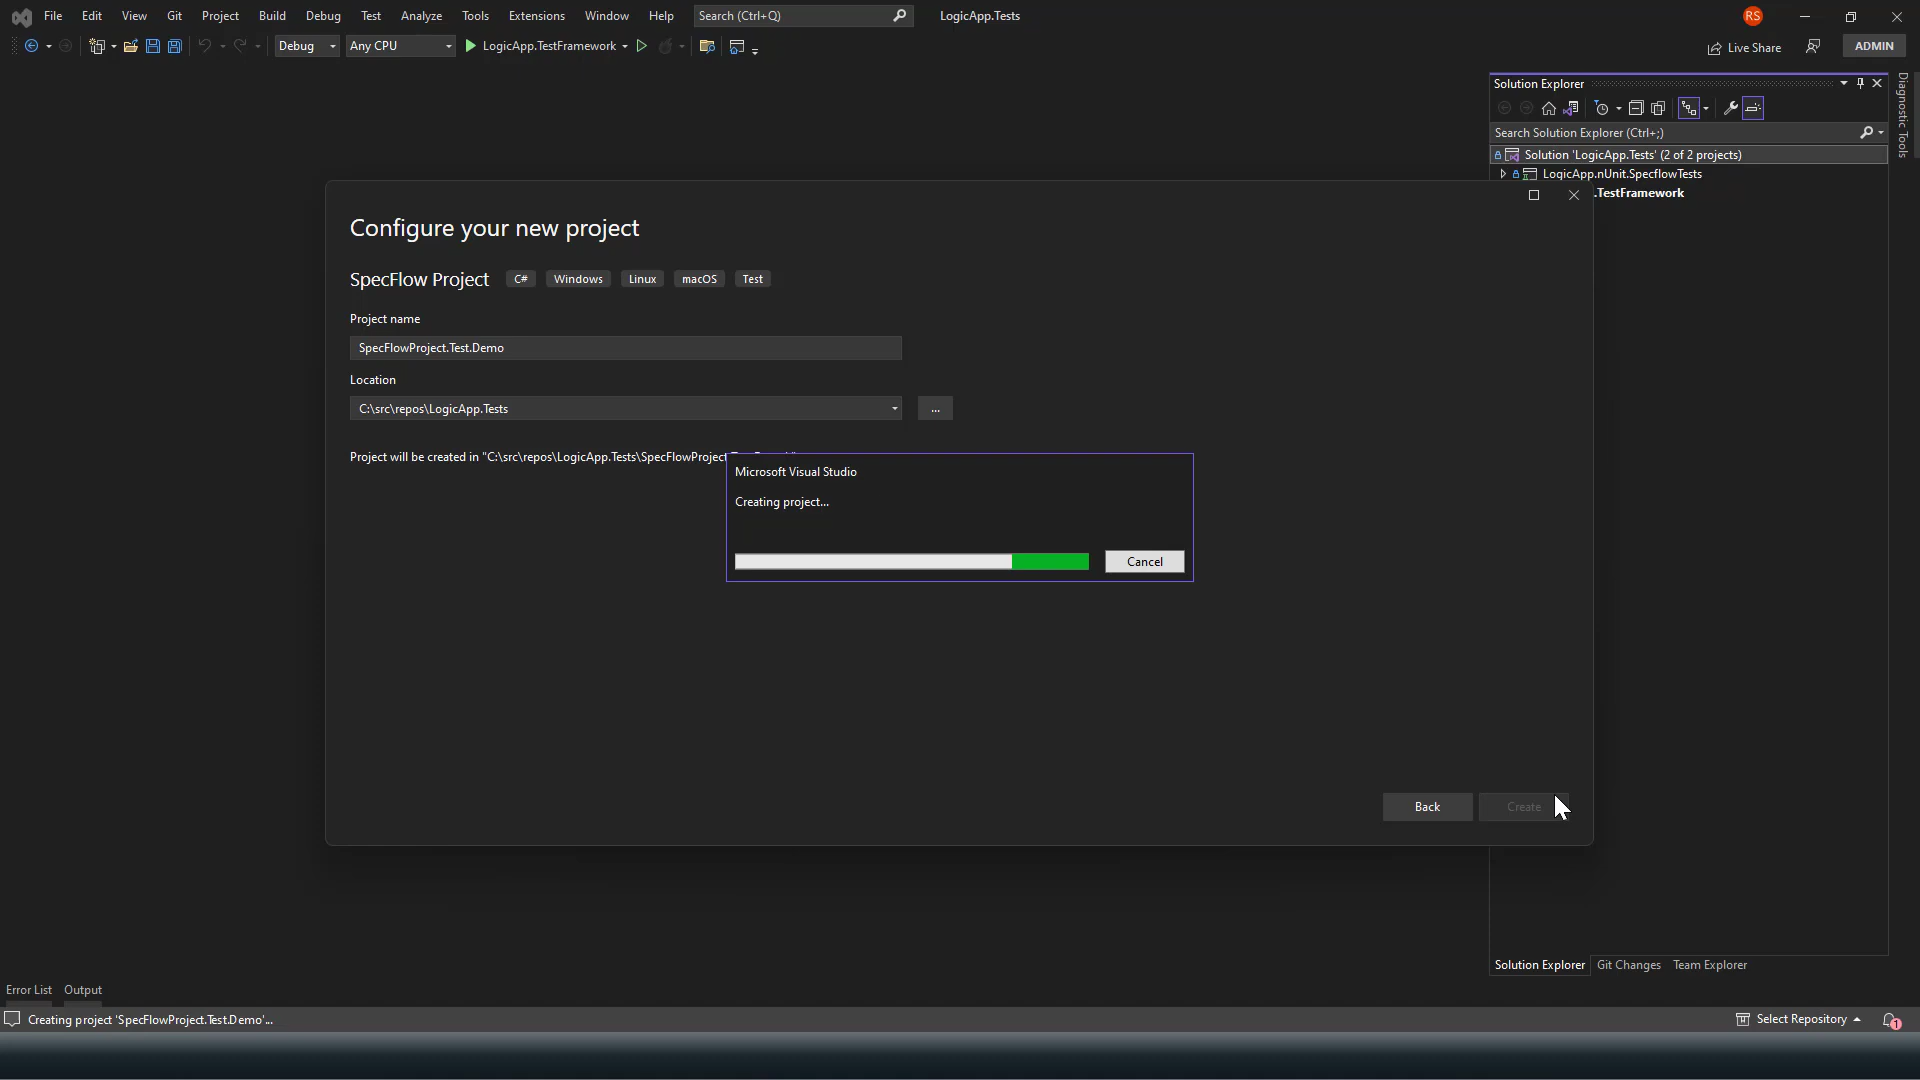 File Edit View Git Project Build Debug Test Analyze Tools Extensions Window Help Search (Ctrl+Q) LogicApp.Tests RS
Debug Any CPU LogicApp.TestFramework Live Share ADMIN
Solution Explorer
Diagnostic Tools
Search Solution Explorer (Ctrl+;)
Solution 'LogicApp.Tests' (2 of 2 projects)
LogicApp.nUnit.SpecflowTests
.TestFramework
Configure your new project
SpecFlow Project C# Windows Linux macOS Test
Project name
SpecFlowProject.Test.Demo
Location
C:\src\repos\LogicApp.Tests ...
Project will be created in "C:\src\repos\LogicApp.Tests\SpecFlowProject
Microsoft Visual Studio
Creating project...
Cancel
Back Create
Solution Explorer Git Changes Team Explorer
Error List Output
Creating project 'SpecFlowProject.Test.Demo'... Select Repository 1